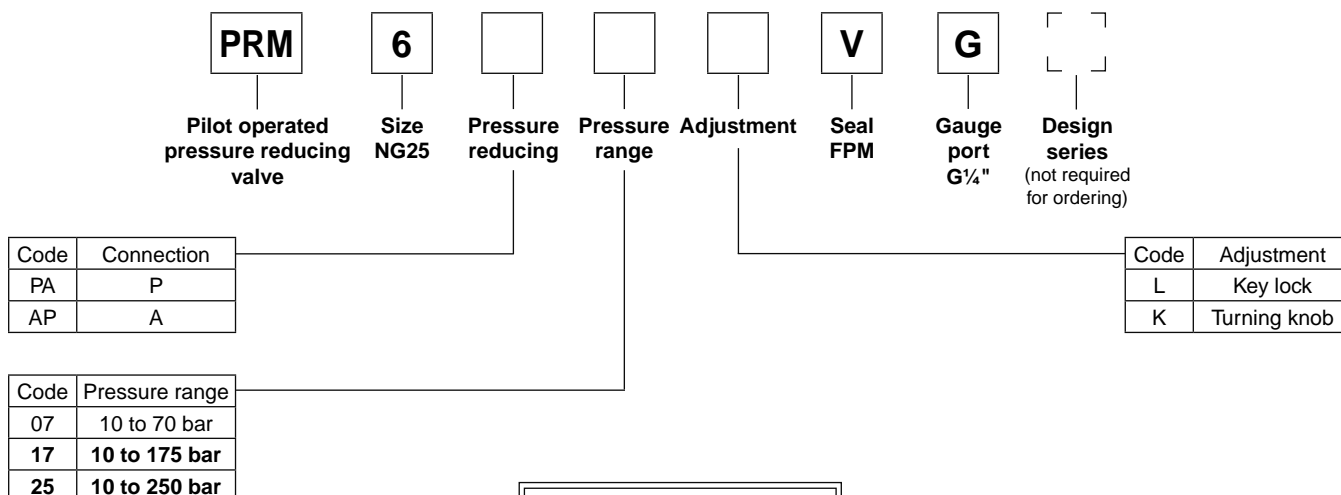 PRM 6 V G
Pilot operated
pressure reducing
valve
Size
NG25
Pressure
reducing
Pressure
range
Adjustment
Seal
FPM
Gauge
port
G¼"
Design
series
(not required
for ordering)
Code Connection
PA P
AP A
Code Adjustment
L Key lock
K Turning knob
Code Pressure range
07 10 to 70 bar
17 10 to 175 bar
25 10 to 250 bar